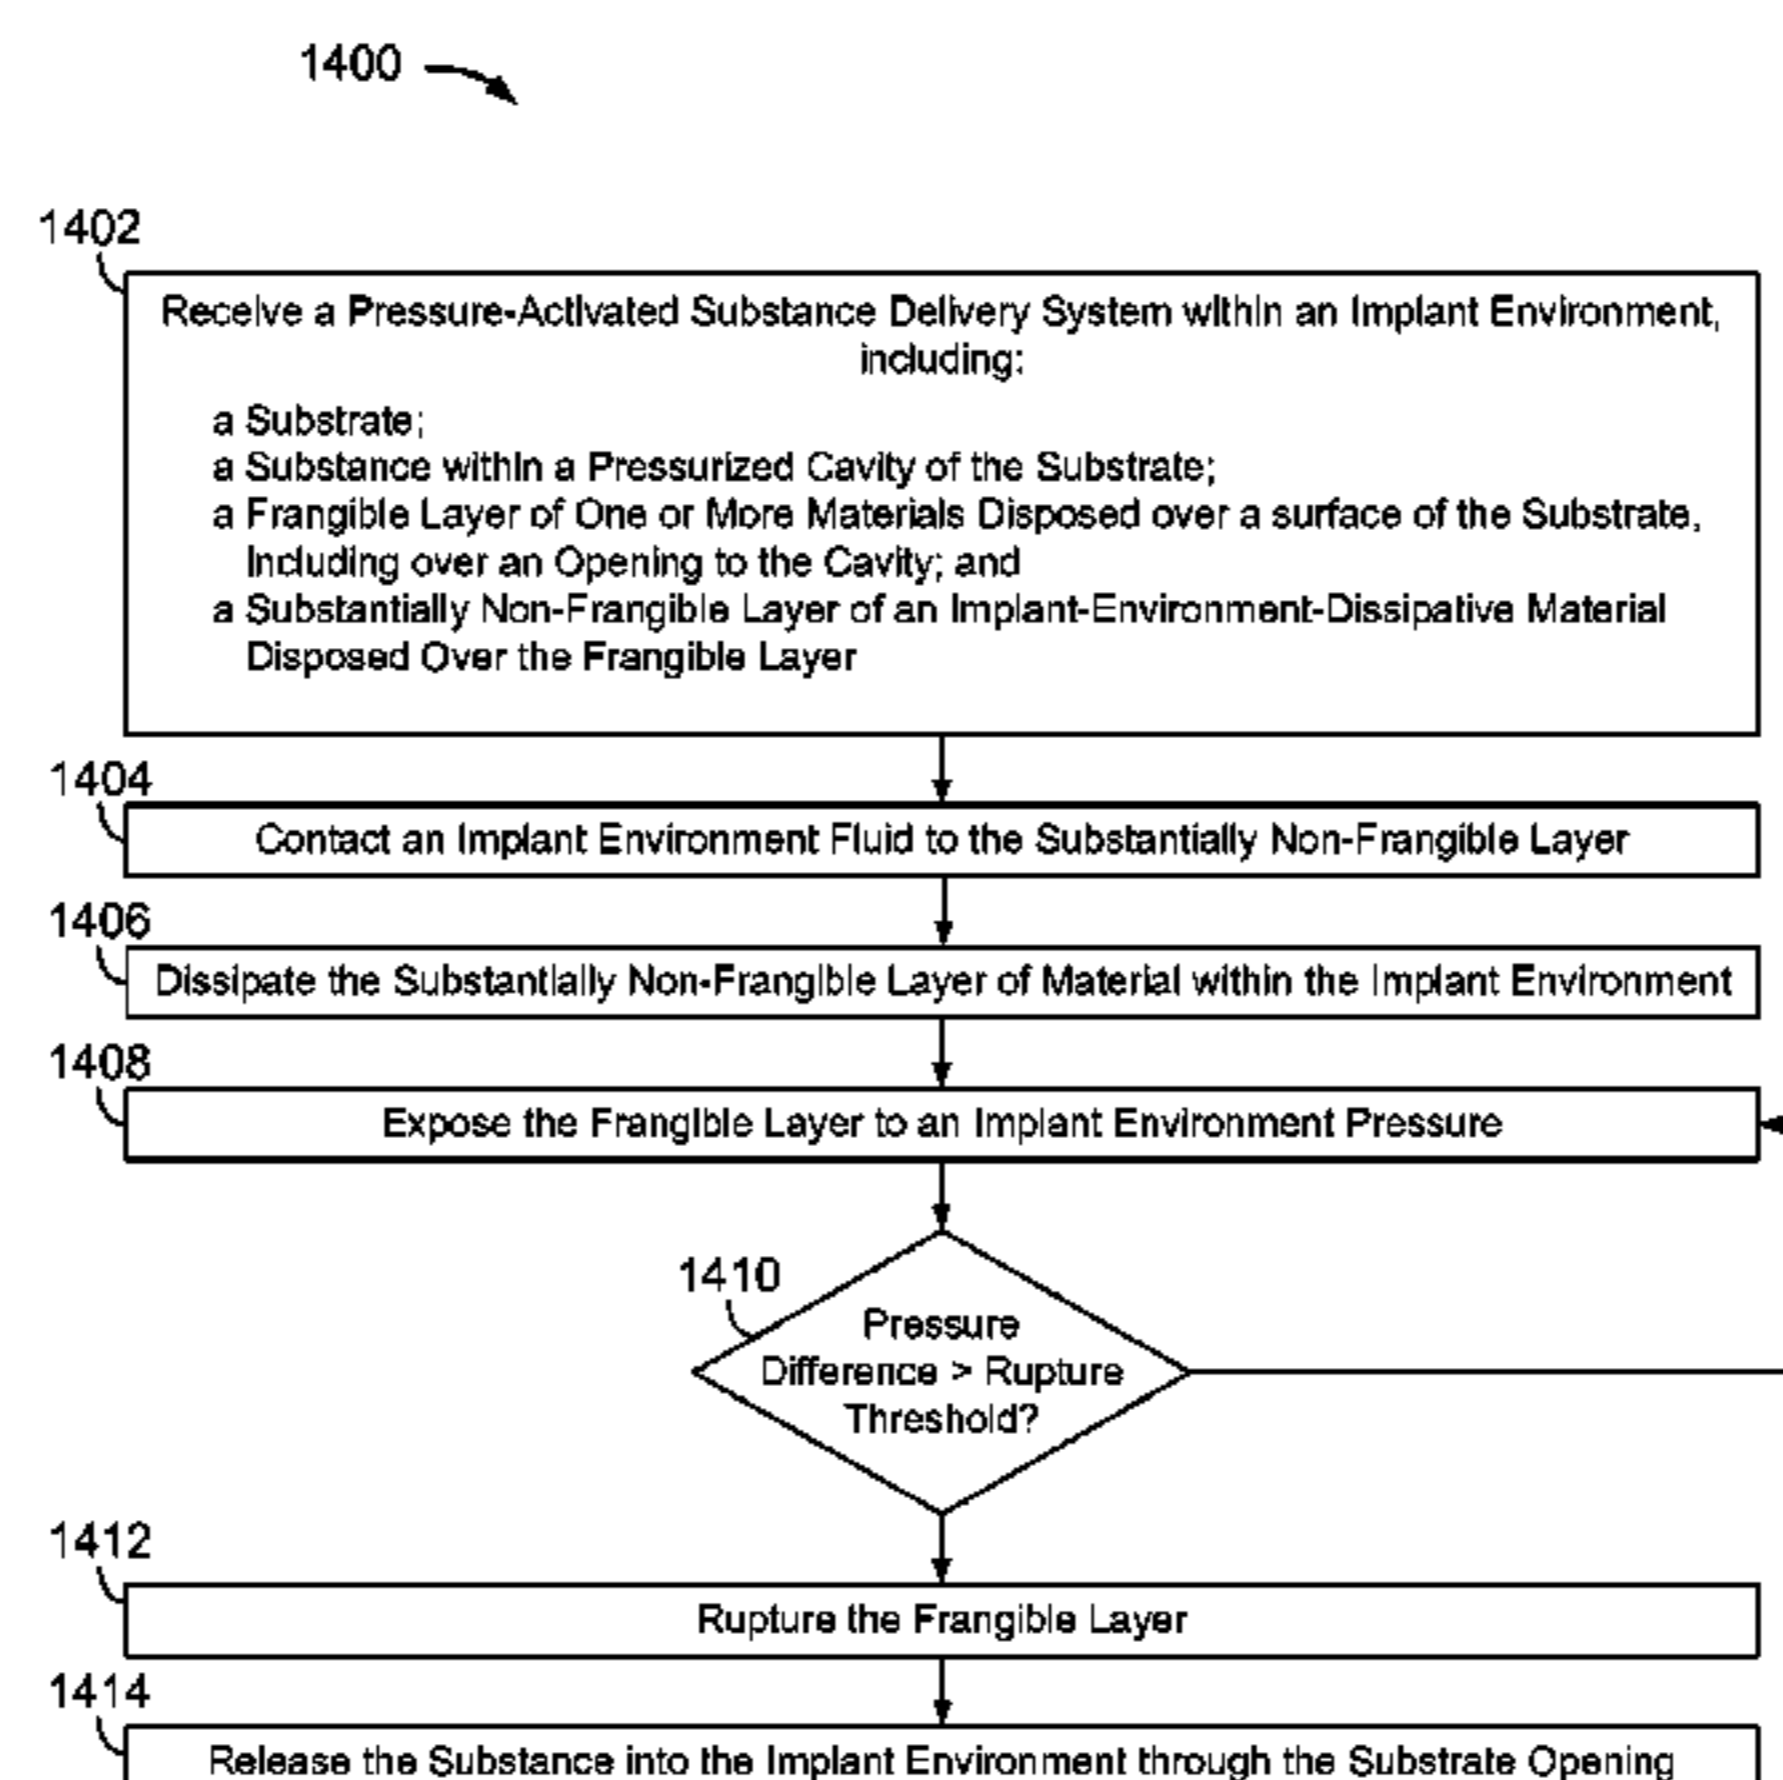 1400
1402
Receive a Pressure-Activated Substance Delivery System within an Implant Environment,
including:
a Substrate;
a Substance within a Pressurized Cavity of the Substrate;
a Frangible Layer of One or More Materials Disposed over a surface of the Substrate,
Including over an Opening to the Cavity; and
a Substantially Non-Frangible Layer of an Implant-Environment-Dissipative Material
Disposed Over the Frangible Layer
1404
Contact an Implant Environment Fluid to the Substantially Non-Frangible Layer
1406
Dissipate the Substantially Non-Frangible Layer of Material within the Implant Environment
1408
Expose the Frangible Layer to an Implant Environment Pressure
1410
Pressure
Difference > Rupture
Threshold?
1412
Rupture the Frangible Layer
1414
Release the Substance into the Implant Environment through the Substrate Opening